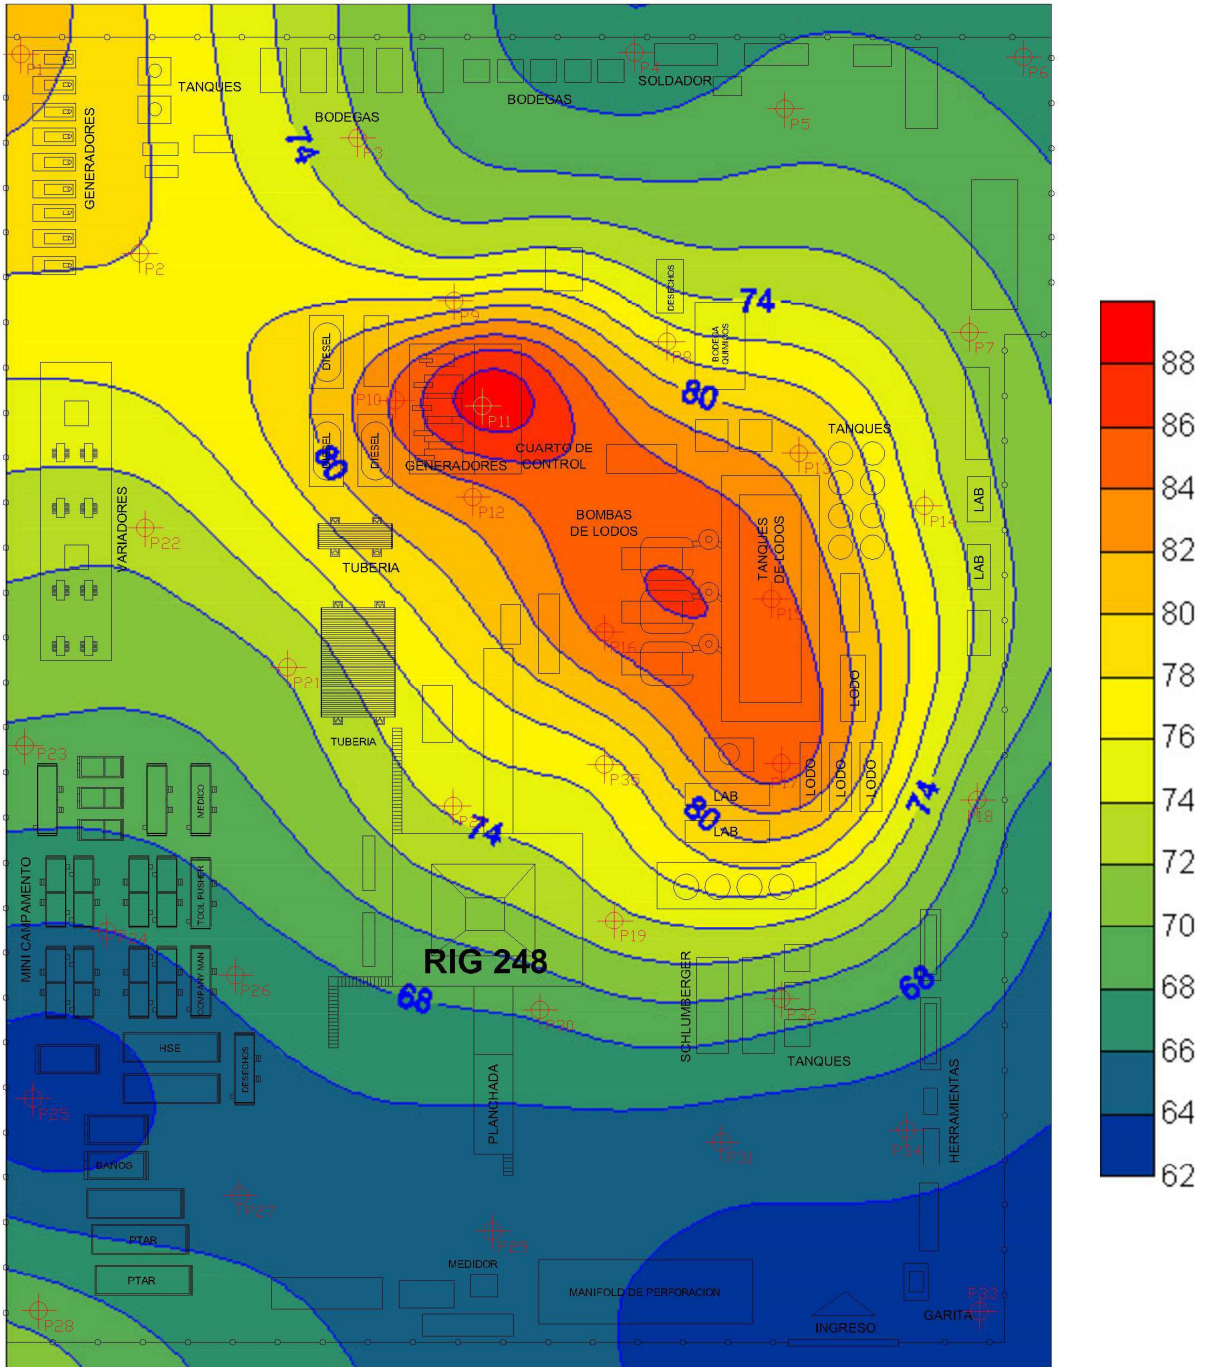 P1
P4
P6
SOLDADOR
TANQUES
BODEGAS
BODEGAS
P5
GENERADORES
74
P3
P2
DESECHOS
74
P9
88
P7
BODEGA
QUIMICOS
DIESEL
86
P10
80
P11
TANQUES
84
DIESEL
DIESEL
80
GENERADORES
CUARTO DE
CONTROL
P13
LAB
82
P12
BOMBAS
DE LODOS
P14
VARIADORES
P22
TANQUES
DE LODOS
TUBERIA
LAB
80
P15
P16
78
P21
LODO
76
TUBERIA
P23
P35
P17
LODO
LODO
LODO
74
MEDICO
LAB
74
P18
74
80
LAB
72
MINI CAMPAMENTO
TOOL PUSHER
70
P19
RIG 248
COMPANY MAN
P26
68
68
68
P20
SCHLUMBERGER
P32
66
HSE
DESECHOS
TANQUES
64
P25
PLANCHADA
HERRAMIENTAS
P31
P34
BAÑOS
62
P27
PTAR
MEDIDOR
PTAR
MANIFOLD DE PERFORACION
P33
P28
GARITA
INGRESO